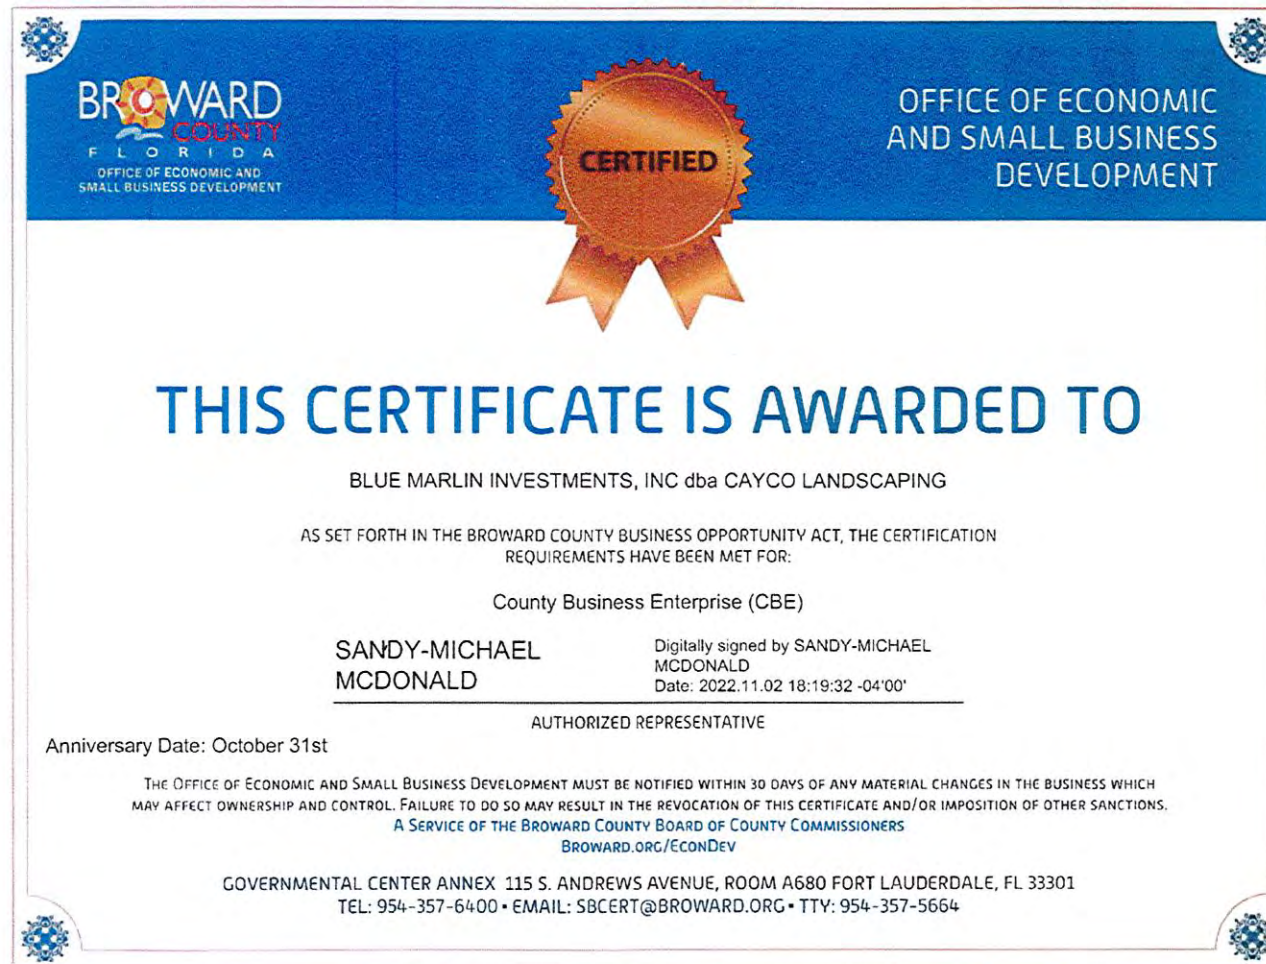 BROWARD
COUNTY
FLORIDA
OFFICE OF ECONOMIC AND
SMALL BUSINESS DEVELOPMENT
CERTIFIED
OFFICE OF ECONOMIC
AND SMALL BUSINESS
DEVELOPMENT
THIS CERTIFICATE IS AWARDED TO
BLUE MARLIN INVESTMENTS, INC dba CAYCO LANDSCAPING
AS SET FORTH IN THE BROWARD COUNTY BUSINESS OPPORTUNITY ACT, THE CERTIFICATION
REQUIREMENTS HAVE BEEN MET FOR:
County Business Enterprise (CBE)
SANDY-MICHAEL
MCDONALD
Digitally signed by SANDY-MICHAEL
MCDONALD
Date: 2022.11.02 18:19:32 -04'00'
AUTHORIZED REPRESENTATIVE
Anniversary Date: October 31st
THE OFFICE OF ECONOMIC AND SMALL BUSINESS DEVELOPMENT MUST BE NOTIFIED WITHIN 30 DAYS OF ANY MATERIAL CHANGES IN THE BUSINESS WHICH
MAY AFFECT OWNERSHIP AND CONTROL. FAILURE TO DO SO MAY RESULT IN THE REVOCATION OF THIS CERTIFICATE AND/OR IMPOSITION OF OTHER SANCTIONS.
A SERVICE OF THE BROWARD COUNTY BOARD OF COUNTY COMMISSIONERS
BROWARD.ORG/ECONDEV
GOVERNMENTAL CENTER ANNEX 115 S. ANDREWS AVENUE, ROOM A680 FORT LAUDERDALE, FL 33301
TEL: 954-357-6400 • EMAIL: SBCERT@BROWARD.ORG • TTY: 954-357-5664